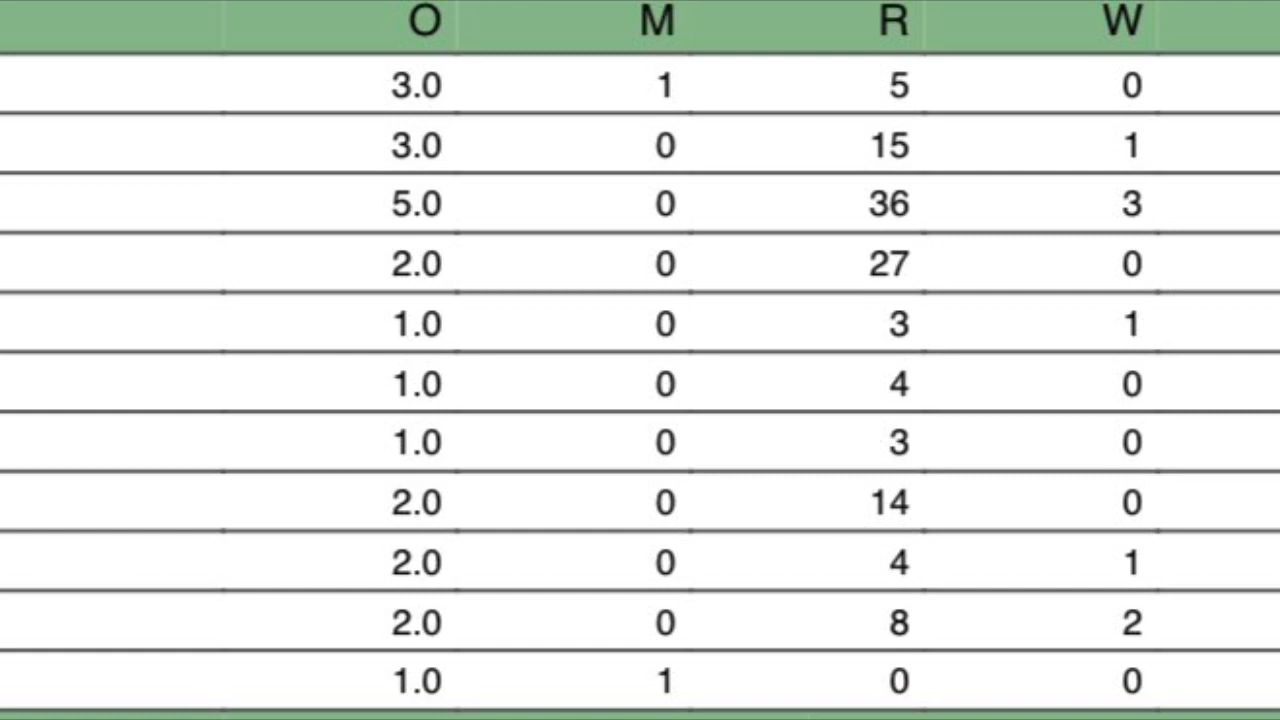 O M R W
3.0 1 5 0
3.0 0 15 1
5.0 0 36 3
2.0 0 27 0
1.0 0 3 1
1.0 0 4 0
1.0 0 3 0
2.0 0 14 0
2.0 0 4 1
2.0 0 8 2
1.0 1 0 0